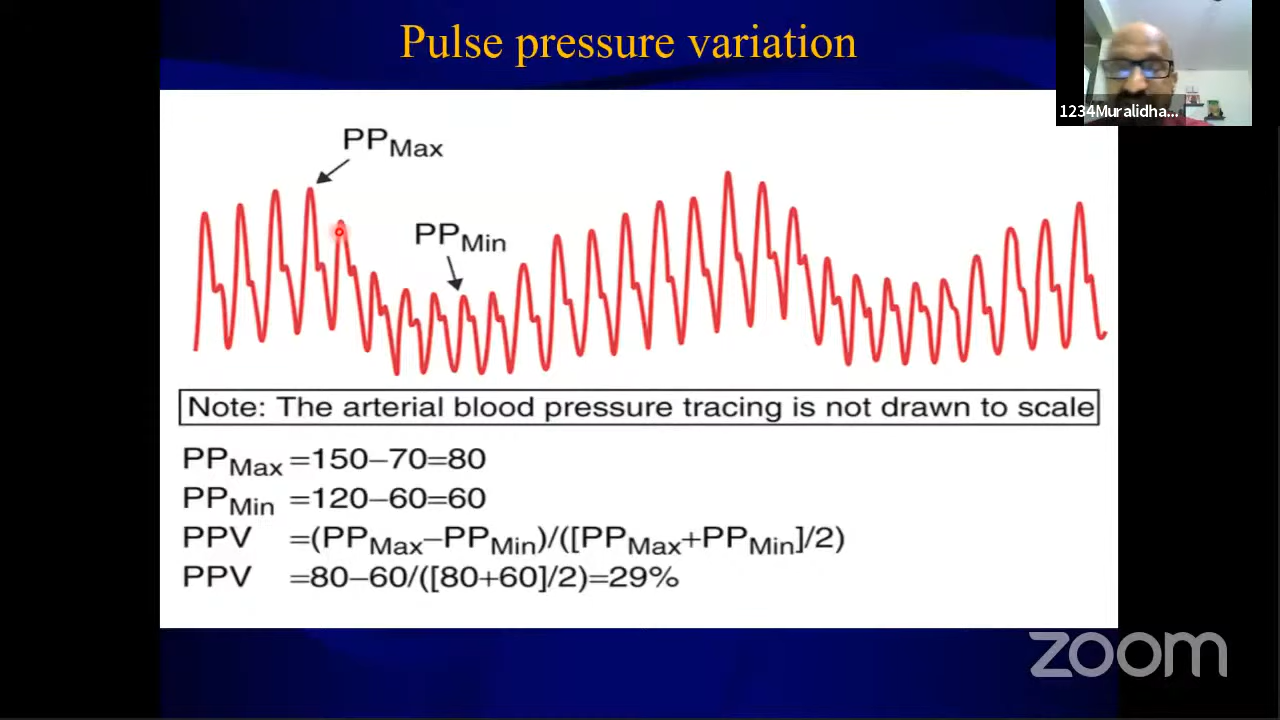 Pulse pressure variation
1234Muralidha...
PPMax
PPMin
Note: The arterial blood pressure tracing is not drawn to scale
PPMax =150–70=80
PPMin =120–60=60
PPV =(PPMax–PPMin)/([PPMax+PPMin]/2)
PPV =80–60/([80+60]/2)=29%
zoom